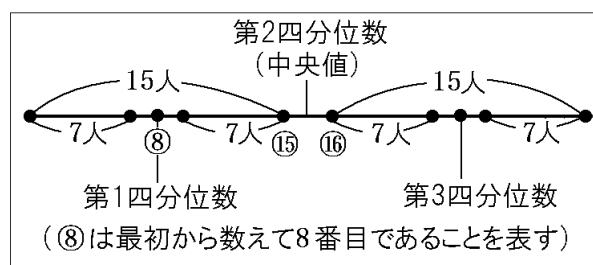 第2四分位数
(中央値)
15人 15人
7人 ⑧ 7人 ⑮ ⑯ 7人 7人
第1四分位数 第3四分位数
(⑧は最初から数えて8番目であることを表す)